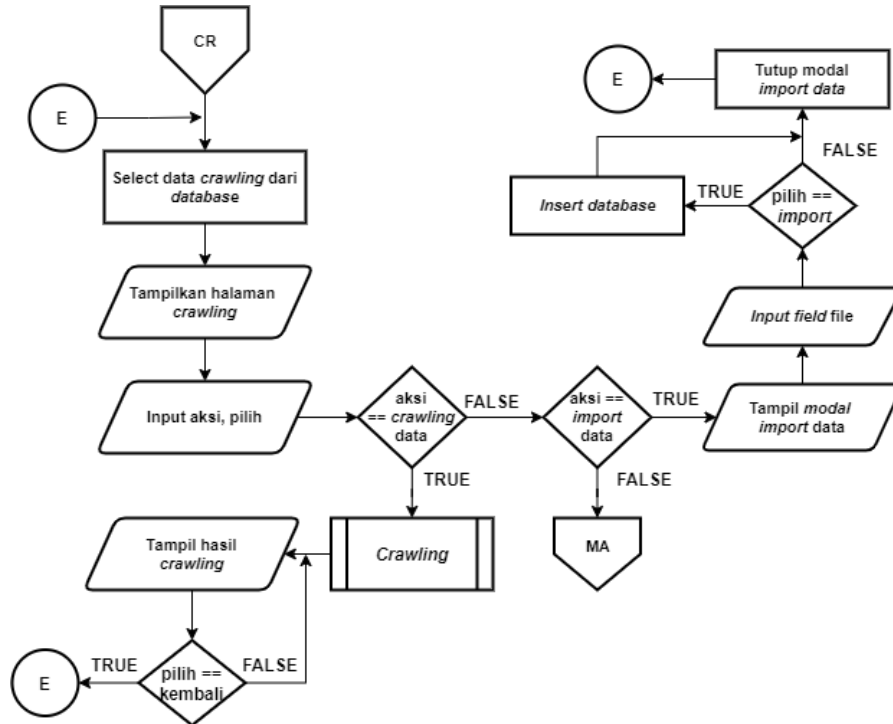 CR
E
Select data crawling dari
database
Tampilkan halaman
crawling
Input aksi, pilih
aksi
== crawling
data
FALSE
TRUE
aksi ==
import
data
TRUE
FALSE
MA
Tampil modal
import data
Input field file
pilih ==
import
TRUE
FALSE
Insert database
Tutup modal
import data
E
Crawling
Tampil hasil
crawling
pilih ==
kembali
TRUE
FALSE
E